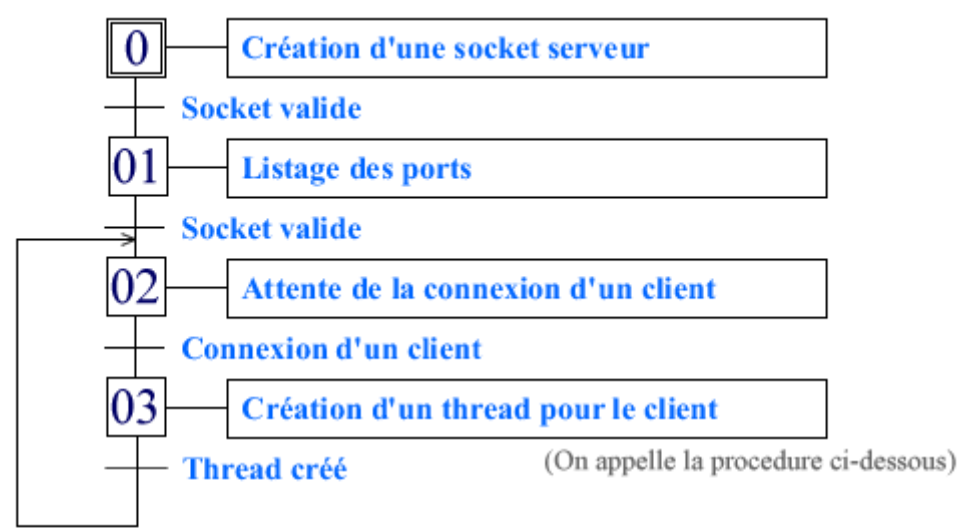 0 Création d'une socket serveur
Socket valide
01 Listage des ports
Socket valide
02 Attente de la connexion d'un client
Connexion d'un client
03 Création d'un thread pour le client
Thread créé (On appelle la procedure ci-dessous)